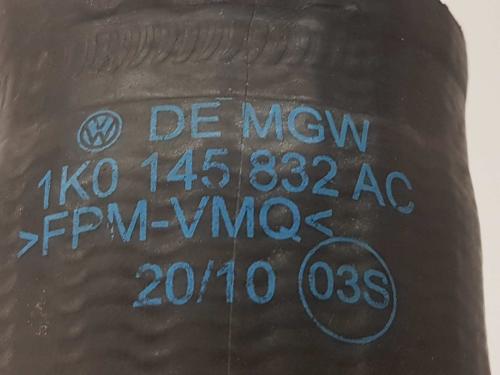 DE MGW
1K0 145 832 AC
>FPM-VMQ<
20/10 03S